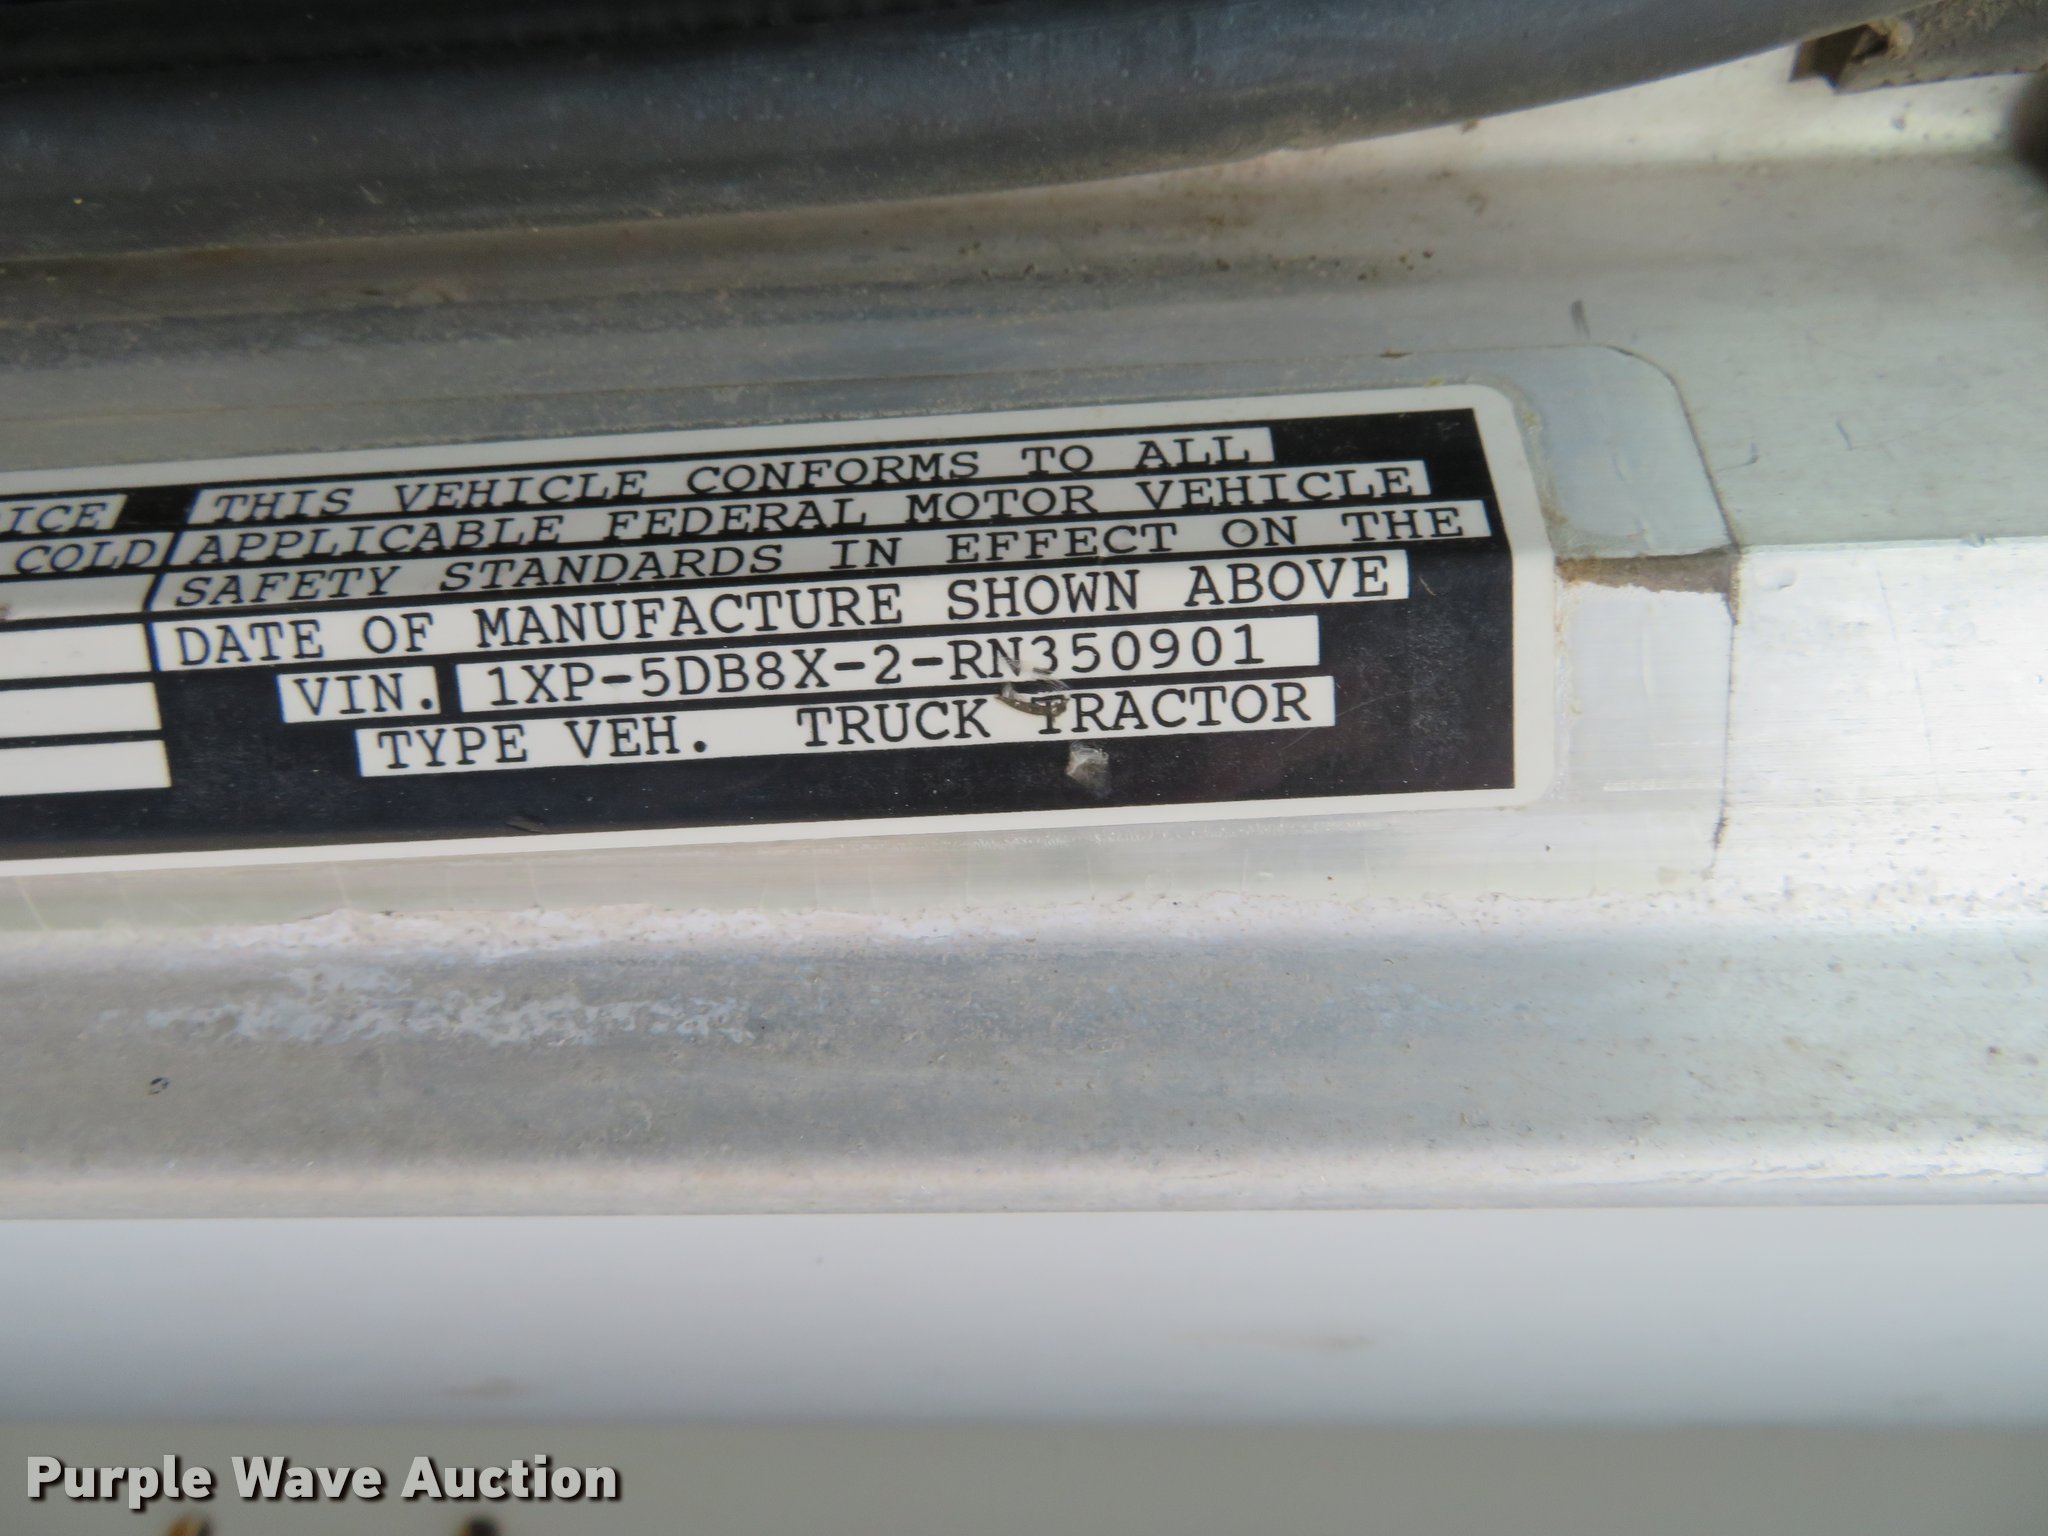 THIS VEHICLE CONFORMS TO ALL
COLD APPLICABLE FEDERAL MOTOR VEHICLE
SAFETY STANDARDS IN EFFECT ON THE
DATE OF MANUFACTURE SHOWN ABOVE
VIN. 1XP-5DB8X-2-RN350901
TYPE VEH. TRUCK TRACTOR
Purple Wave Auction